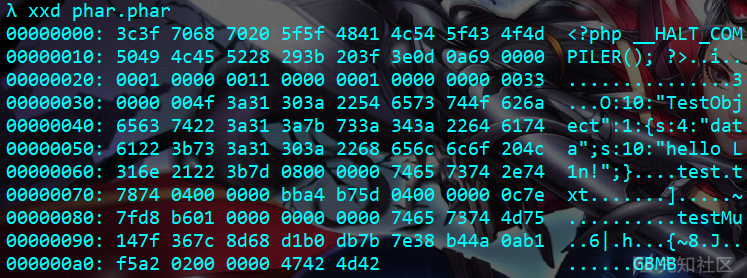 λ xxd phar.phar
00000000: 3c3f 7068 7020 5f5f 4841 4c54 5f43 4f4d  <?php __HALT_COM
00000010: 5049 4c45 5228 293b 203f 3e0d 0a69 0000  PILER(); ?>..i..
00000020: 0001 0000 0011 0000 0001 0000 0000 0033  ...............3
00000030: 0000 004f 3a31 303a 2254 6573 744f 626a  ...O:10:"TestObj
00000040: 6563 7422 3a31 3a7b 733a 343a 2264 6174  ect":1:{s:4:"dat
00000050: 6122 3b73 3a31 303a 2268 656c 6c6f 204c  a";s:10:"hello L
00000060: 316e 2122 3b7d 0800 0000 7465 7374 2e74  1n!";}....test.t
00000070: 7874 0400 0000 bba4 b75d 0400 0000 0c7e  xt.......].....~
00000080: 7fd8 b601 0000 0000 0000 7465 7374 4d75  ..........testMu
00000090: 147f 367c 8d68 d1b0 db7b 7e38 b44a 0ab1  ..6|.h...{~8.J..
000000a0: f5a2 0200 0000 4742 4d42                 ......GBMB
知社区